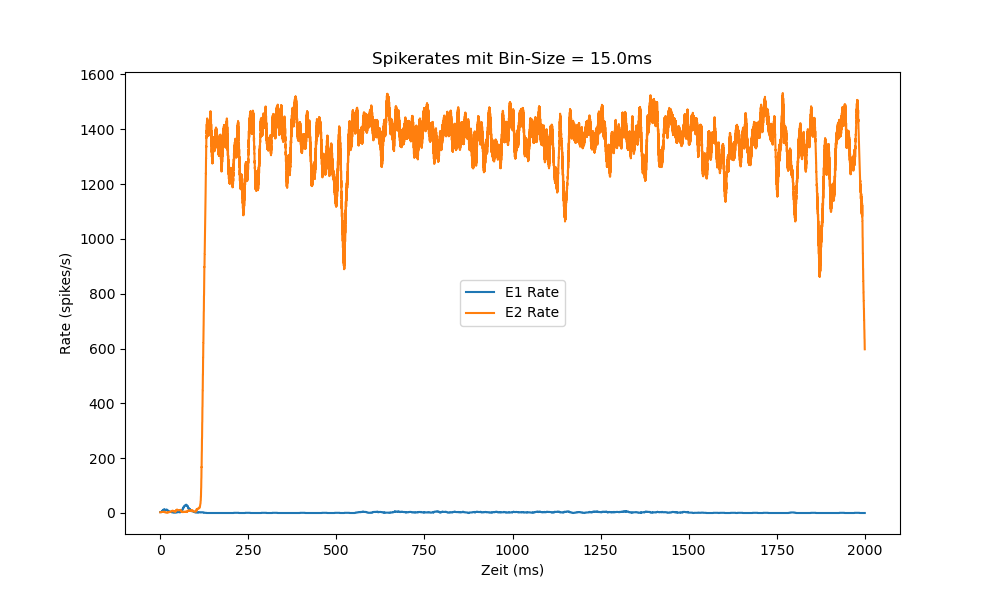 Spikerates mit Bin-Size = 15.0ms
1600
1400
1200
1000
800
600
400
200
0
Rate (spikes/s)
E1 Rate
E2 Rate
0 250 500 750 1000 1250 1500 1750 2000
Zeit (ms)